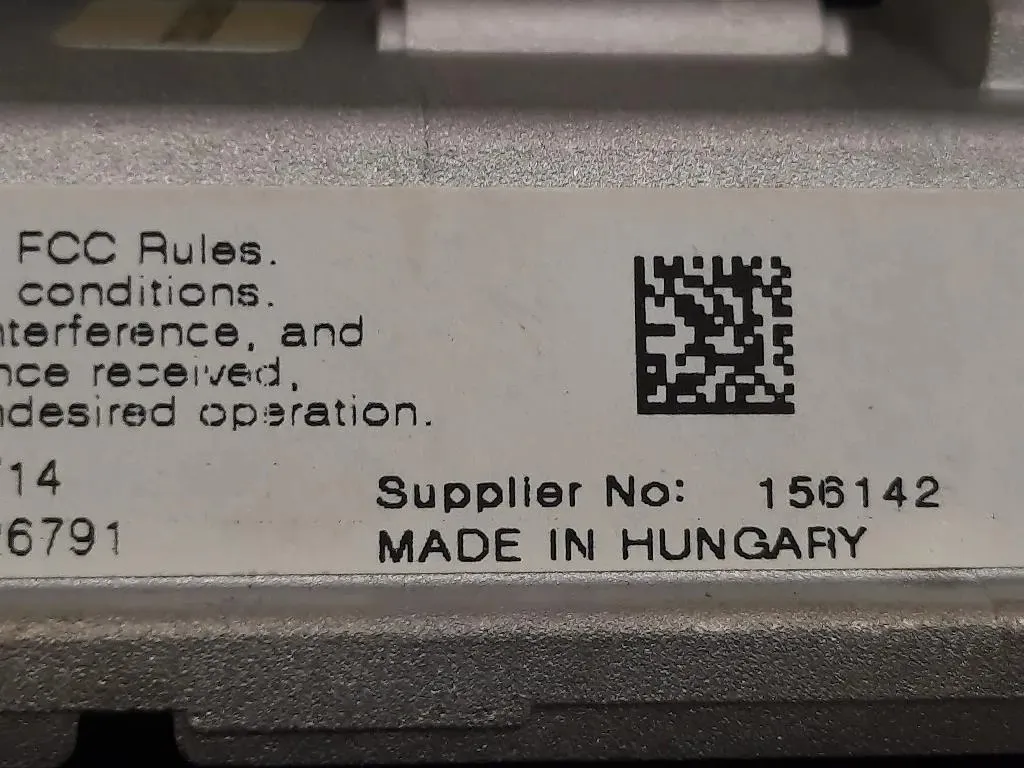 FCC Rules.
conditions.
nterference, and
nce received,
ndesired operation.
14
6791
Supplier No: 156142
MADE IN HUNGARY